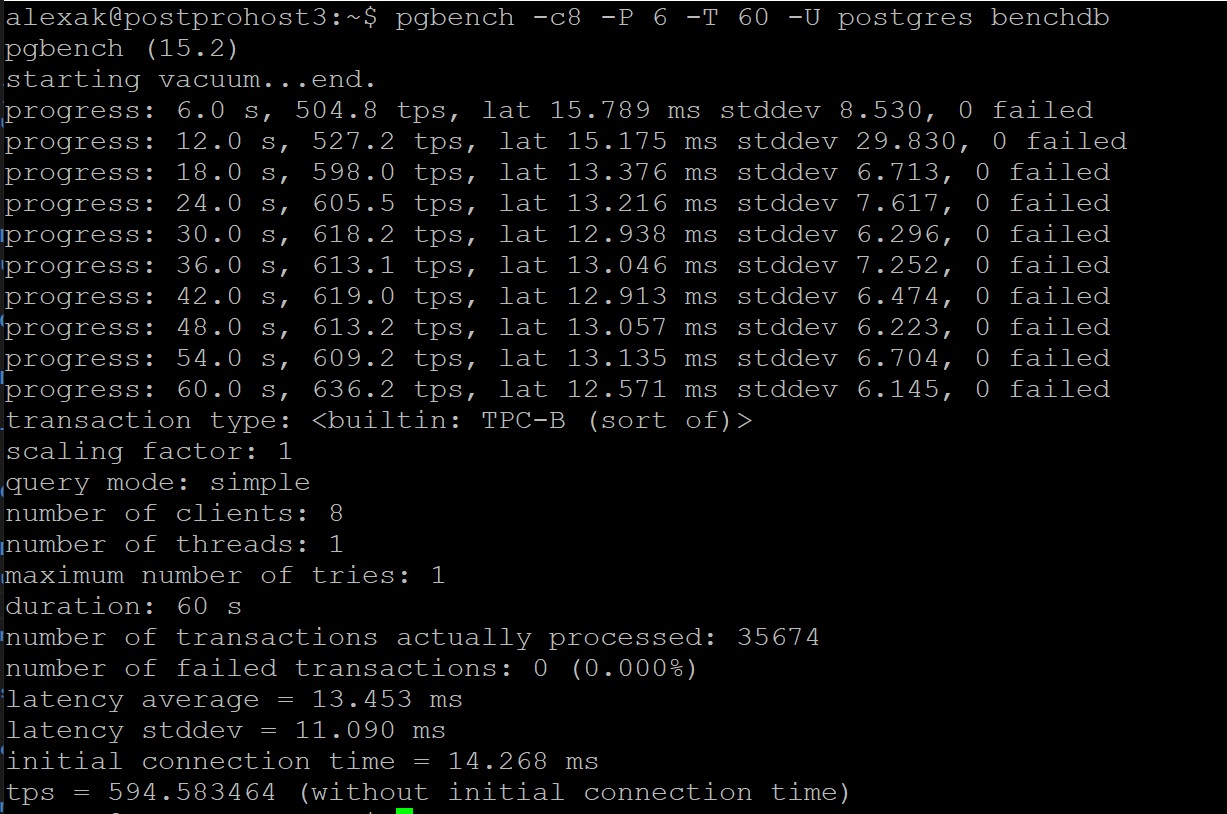 alexak@postprohost3:~$ pgbench -c8 -P 6 -T 60 -U postgres benchdb
pgbench (15.2)
starting vacuum...end.
progress: 6.0 s, 504.8 tps, lat 15.789 ms stddev 8.530, 0 failed
progress: 12.0 s, 527.2 tps, lat 15.175 ms stddev 29.830, 0 failed
progress: 18.0 s, 598.0 tps, lat 13.376 ms stddev 6.713, 0 failed
progress: 24.0 s, 605.5 tps, lat 13.216 ms stddev 7.617, 0 failed
progress: 30.0 s, 618.2 tps, lat 12.938 ms stddev 6.296, 0 failed
progress: 36.0 s, 613.1 tps, lat 13.046 ms stddev 7.252, 0 failed
progress: 42.0 s, 619.0 tps, lat 12.913 ms stddev 6.474, 0 failed
progress: 48.0 s, 613.2 tps, lat 13.057 ms stddev 6.223, 0 failed
progress: 54.0 s, 609.2 tps, lat 13.135 ms stddev 6.704, 0 failed
progress: 60.0 s, 636.2 tps, lat 12.571 ms stddev 6.145, 0 failed
transaction type: <builtin: TPC-B (sort of)>
scaling factor: 1
query mode: simple
number of clients: 8
number of threads: 1
maximum number of tries: 1
duration: 60 s
number of transactions actually processed: 35674
number of failed transactions: 0 (0.000%)
latency average = 13.453 ms
latency stddev = 11.090 ms
initial connection time = 14.268 ms
tps = 594.583464 (without initial connection time)